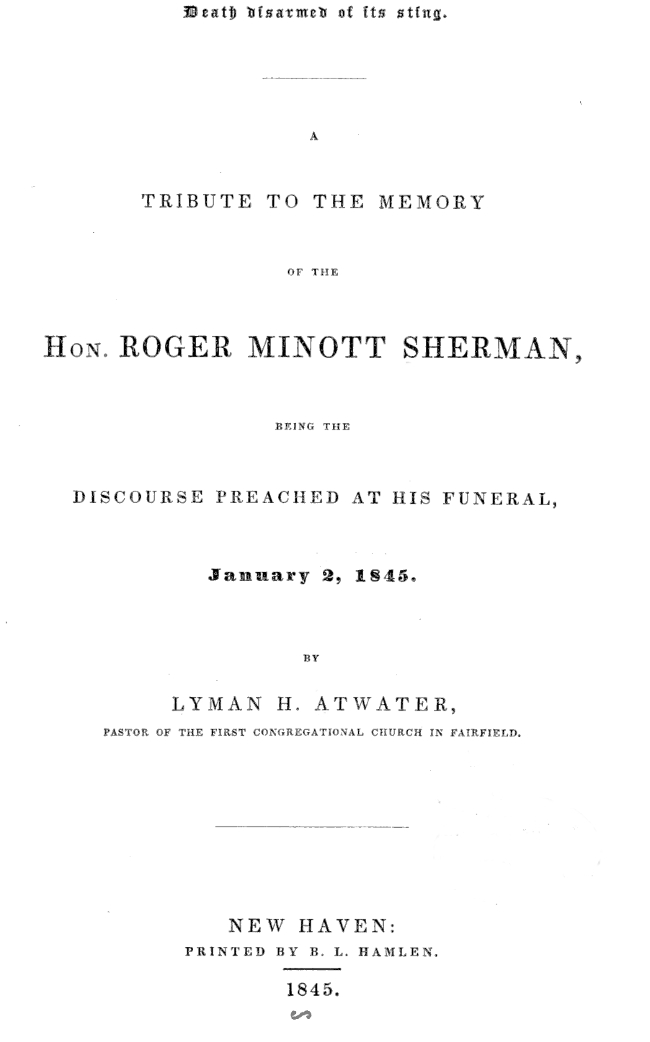 Death disarmed of its sting.
A
TRIBUTE TO THE MEMORY
OF THE
HON. ROGER MINOTT SHERMAN,
BEING THE
DISCOURSE PREACHED AT HIS FUNERAL,
January 2, 1845.
BY
LYMAN H. ATWATER,
PASTOR OF THE FIRST CONGREGATIONAL CHURCH IN FAIRFIELD.
NEW HAVEN:
PRINTED BY B. L. HAMLEN.
1845.